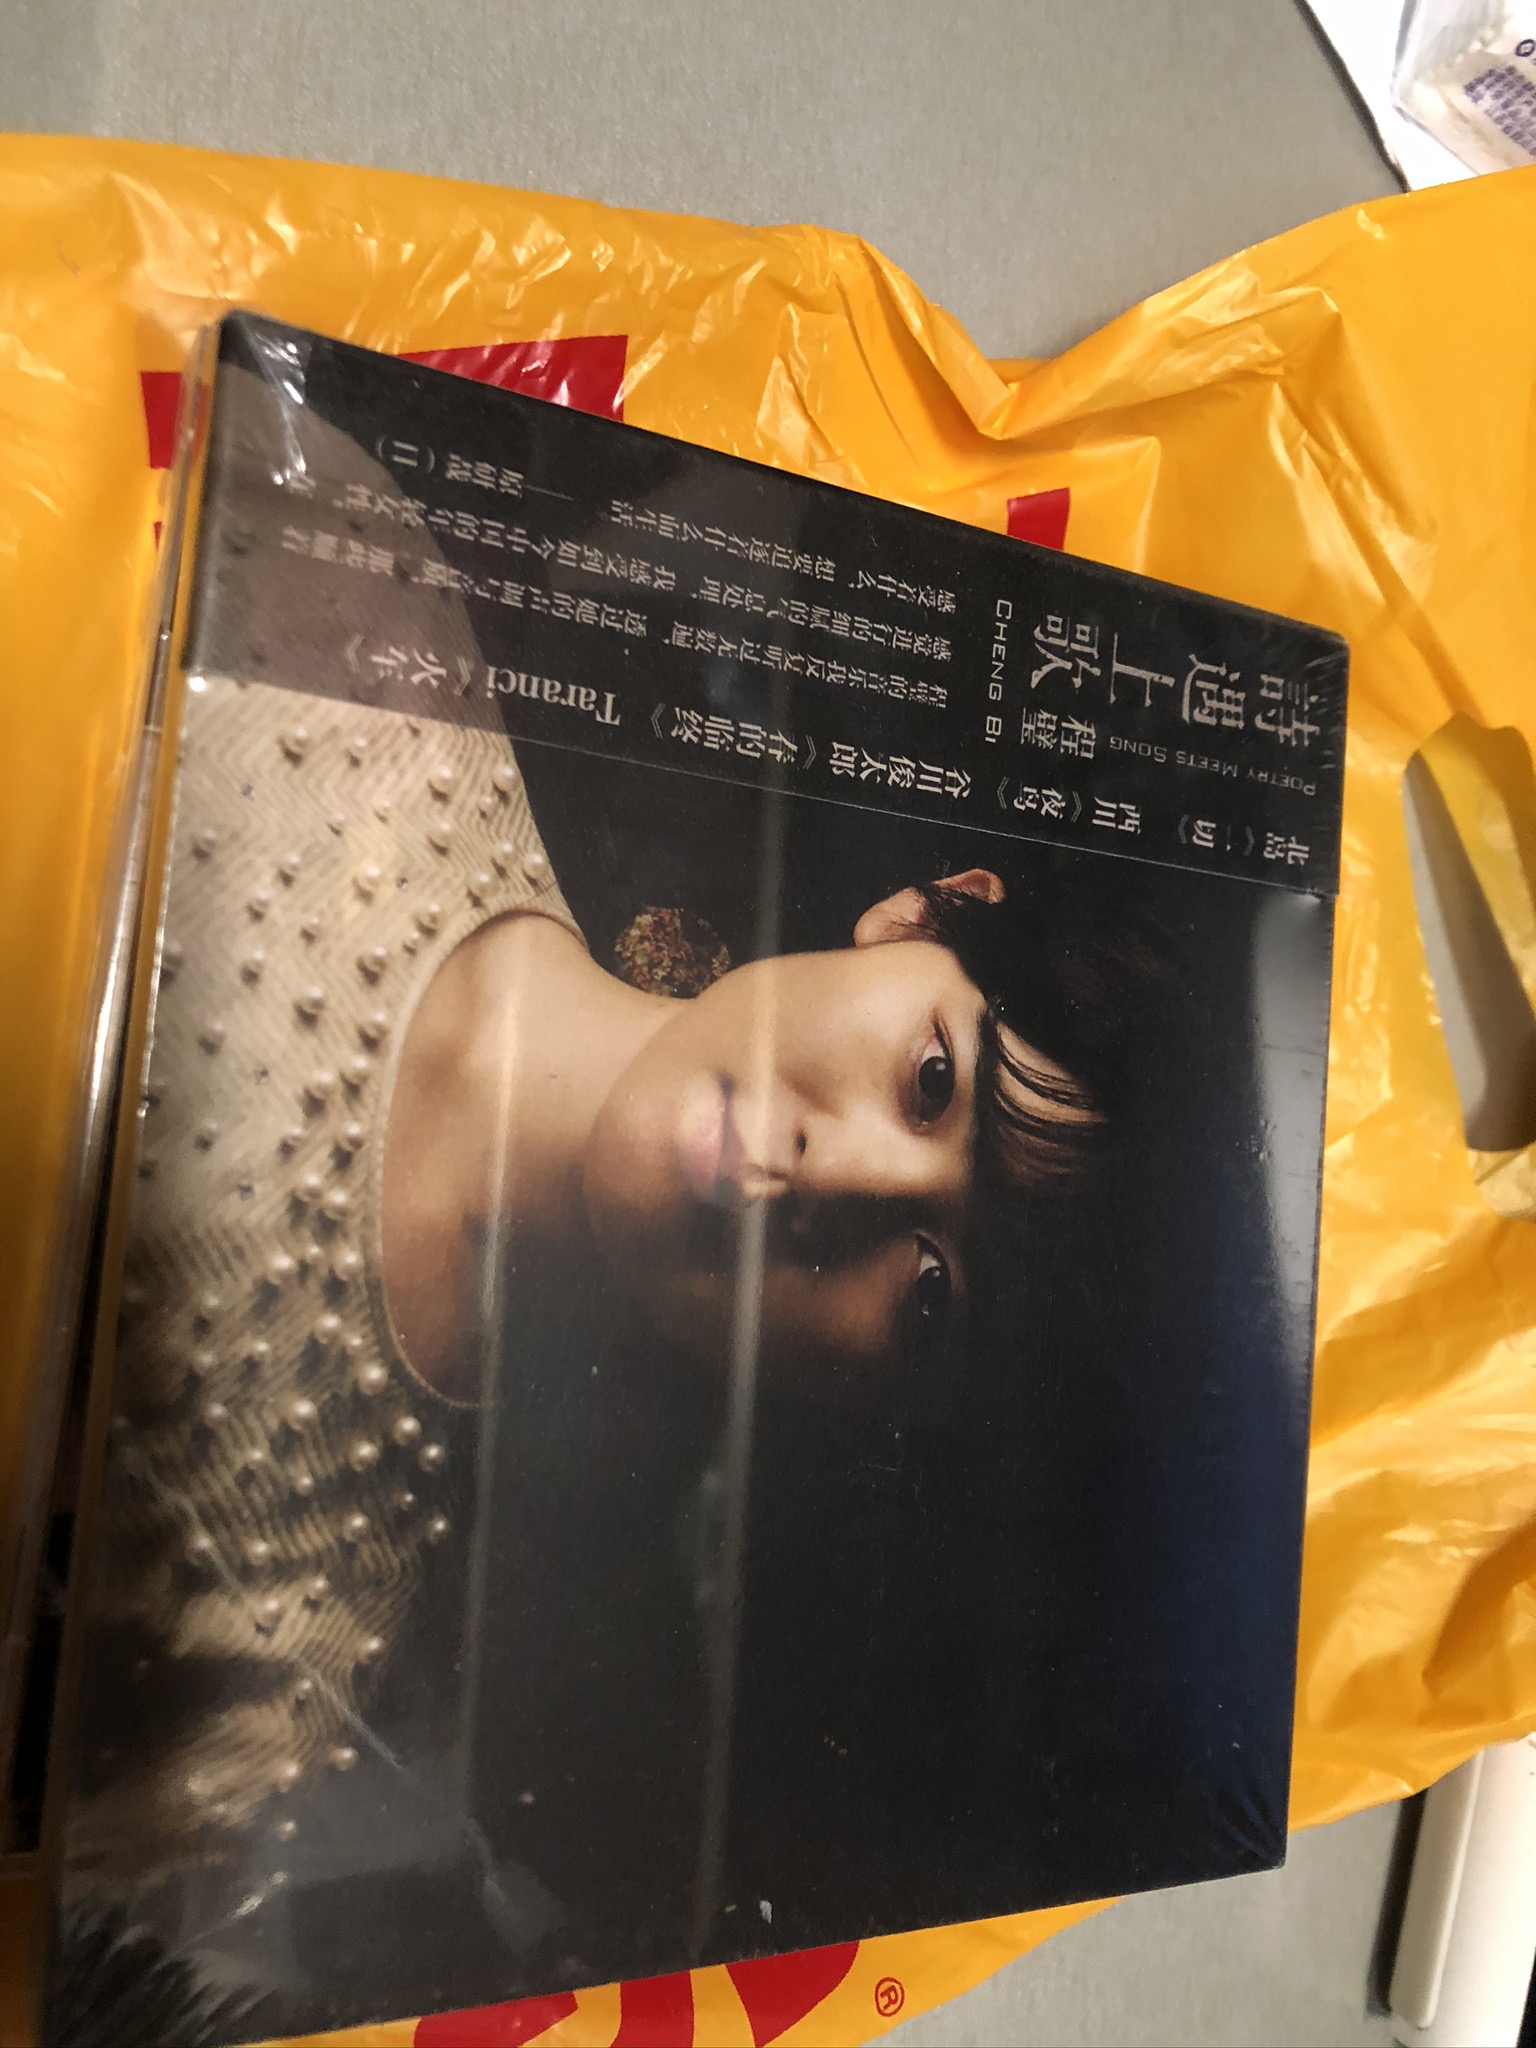 北岛《一切》 西川《夜鸟》 谷川俊太郎《春的临终》 Taranci《火车》
POETRY MEETS SONG
程璧
詩遇上歌
CHENG BI
程璧的音乐我反复听过无数遍，透过她的声调与音质，那些顺着
感觉进行的细腻的气息处理，我感受到如今中国的年轻女性，在
感受着什么，想要追逐着什么而生活
——原研哉（日）
®